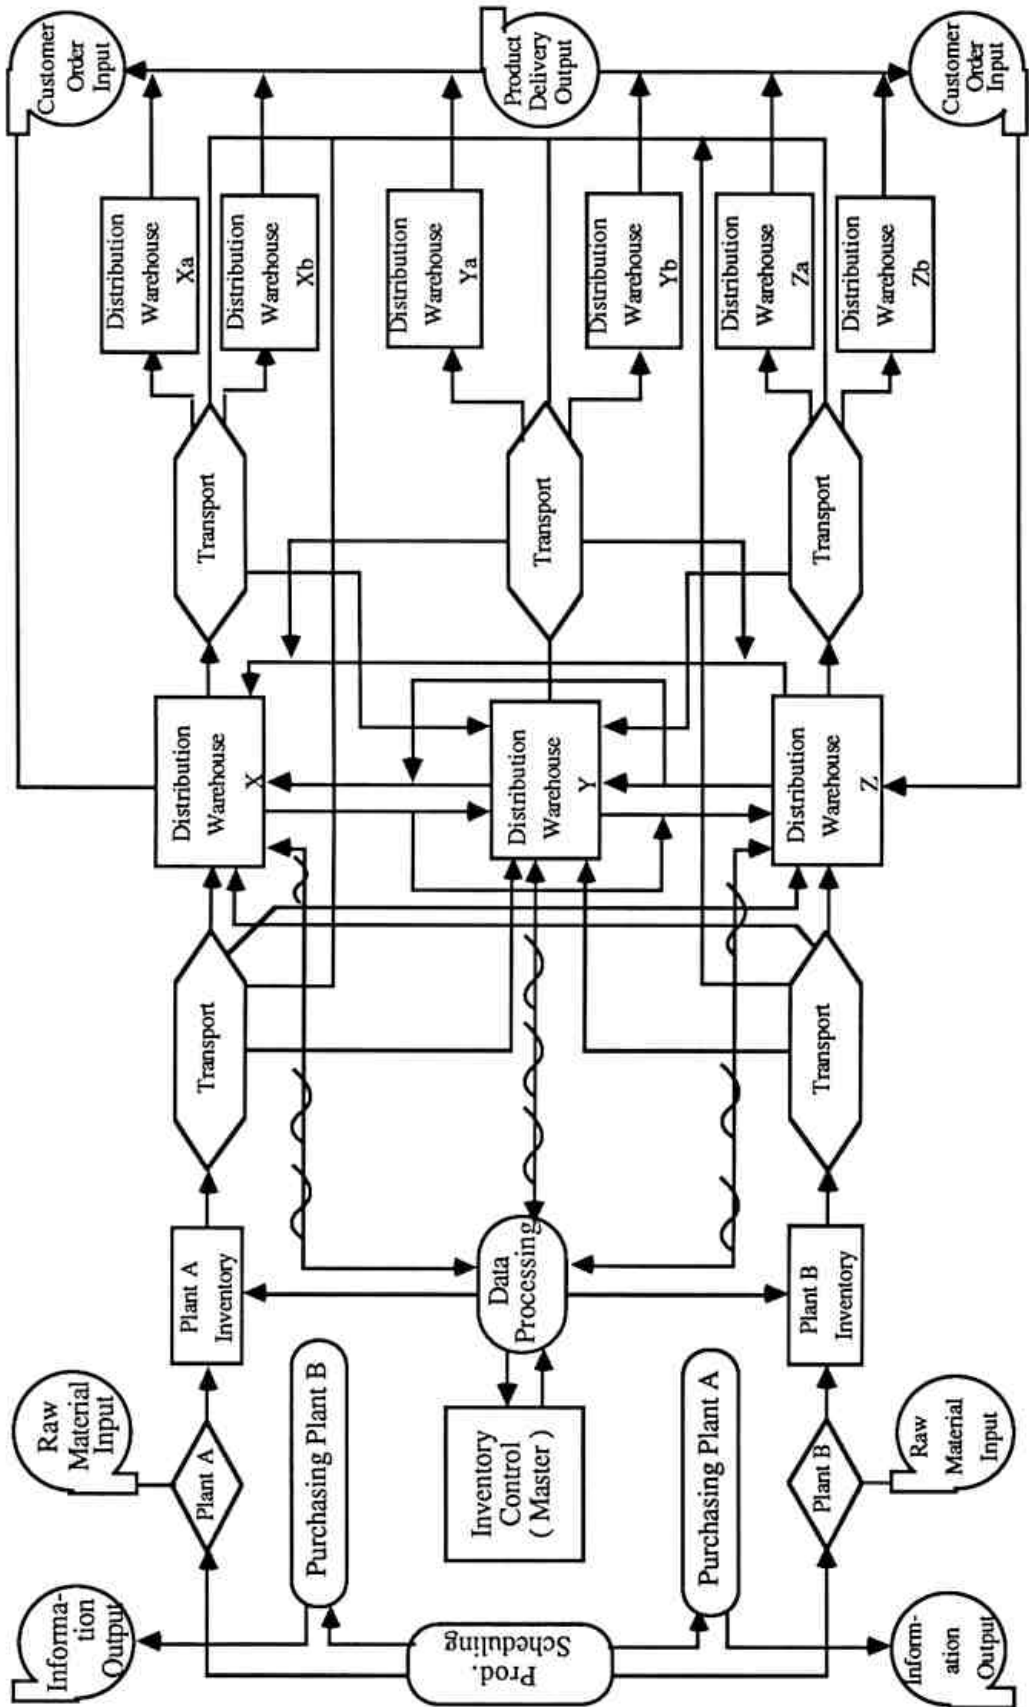 Customer
Order
Input
Product
Delivery
Output
Customer
Order
Input
Distribution
Warehouse
Xa
Distribution
Warehouse
Xb
Distribution
Warehouse
Ya
Distribution
Warehouse
Yb
Distribution
Warehouse
Za
Distribution
Warehouse
Zb
Transport
Transport
Transport
Distribution
Warehouse
X
Distribution
Warehouse
Y
Distribution
Warehouse
Z
Transport
Transport
Plant A
Inventory
Data
Processing
Plant B
Inventory
Raw
Material
Input
Plant A
Purchasing Plant B
Inventory
Control
( Master )
Purchasing Plant A
Plant B
Raw
Material
Input
Informa-
tion
Output
Prod.
Scheduling
Inform-
ation
Output